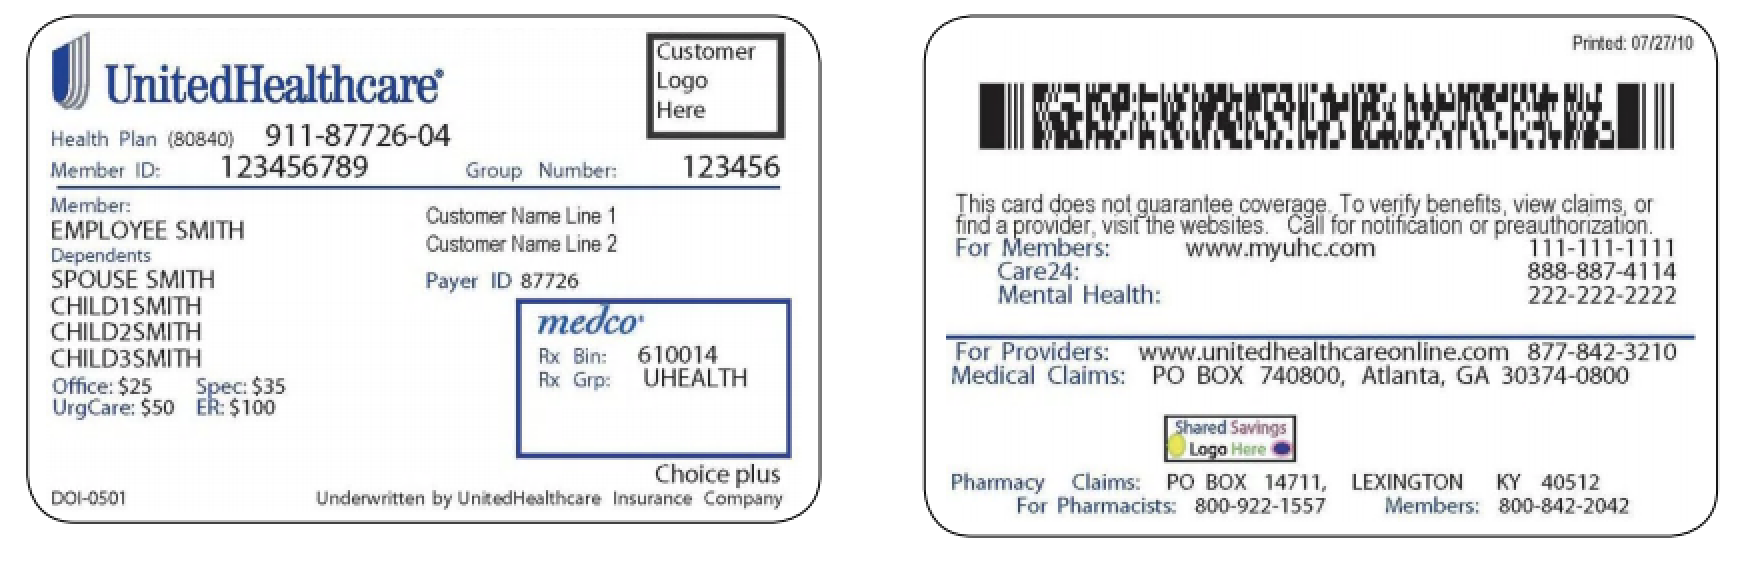 UnitedHealthcare®
Customer
Logo
Here
Health Plan (80840) 911-87726-04
Member ID: 123456789 Group Number: 123456
Member:
EMPLOYEE SMITH
Dependents
SPOUSE SMITH
CHILD1SMITH
CHILD2SMITH
CHILD3SMITH
Office: $25 Spec: $35
UrgCare: $50 ER: $100
Customer Name Line 1
Customer Name Line 2
Payer ID 87726
medco®
Rx Bin: 610014
Rx Grp: UHEALTH
Choice plus
DOI-0501 Underwritten by UnitedHealthcare Insurance Company
Printed: 07/27/10
This card does not guarantee coverage. To verify benefits, view claims, or
find a provider, visit the websites. Call for notification or preauthorization.
For Members: www.myuhc.com 111-111-1111
Care24: 888-887-4114
Mental Health: 222-222-2222
For Providers: www.unitedhealthcareonline.com 877-842-3210
Medical Claims: PO BOX 740800, Atlanta, GA 30374-0800
Shared Savings
Logo Here
Pharmacy Claims: PO BOX 14711, LEXINGTON KY 40512
For Pharmacists: 800-922-1557 Members: 800-842-2042